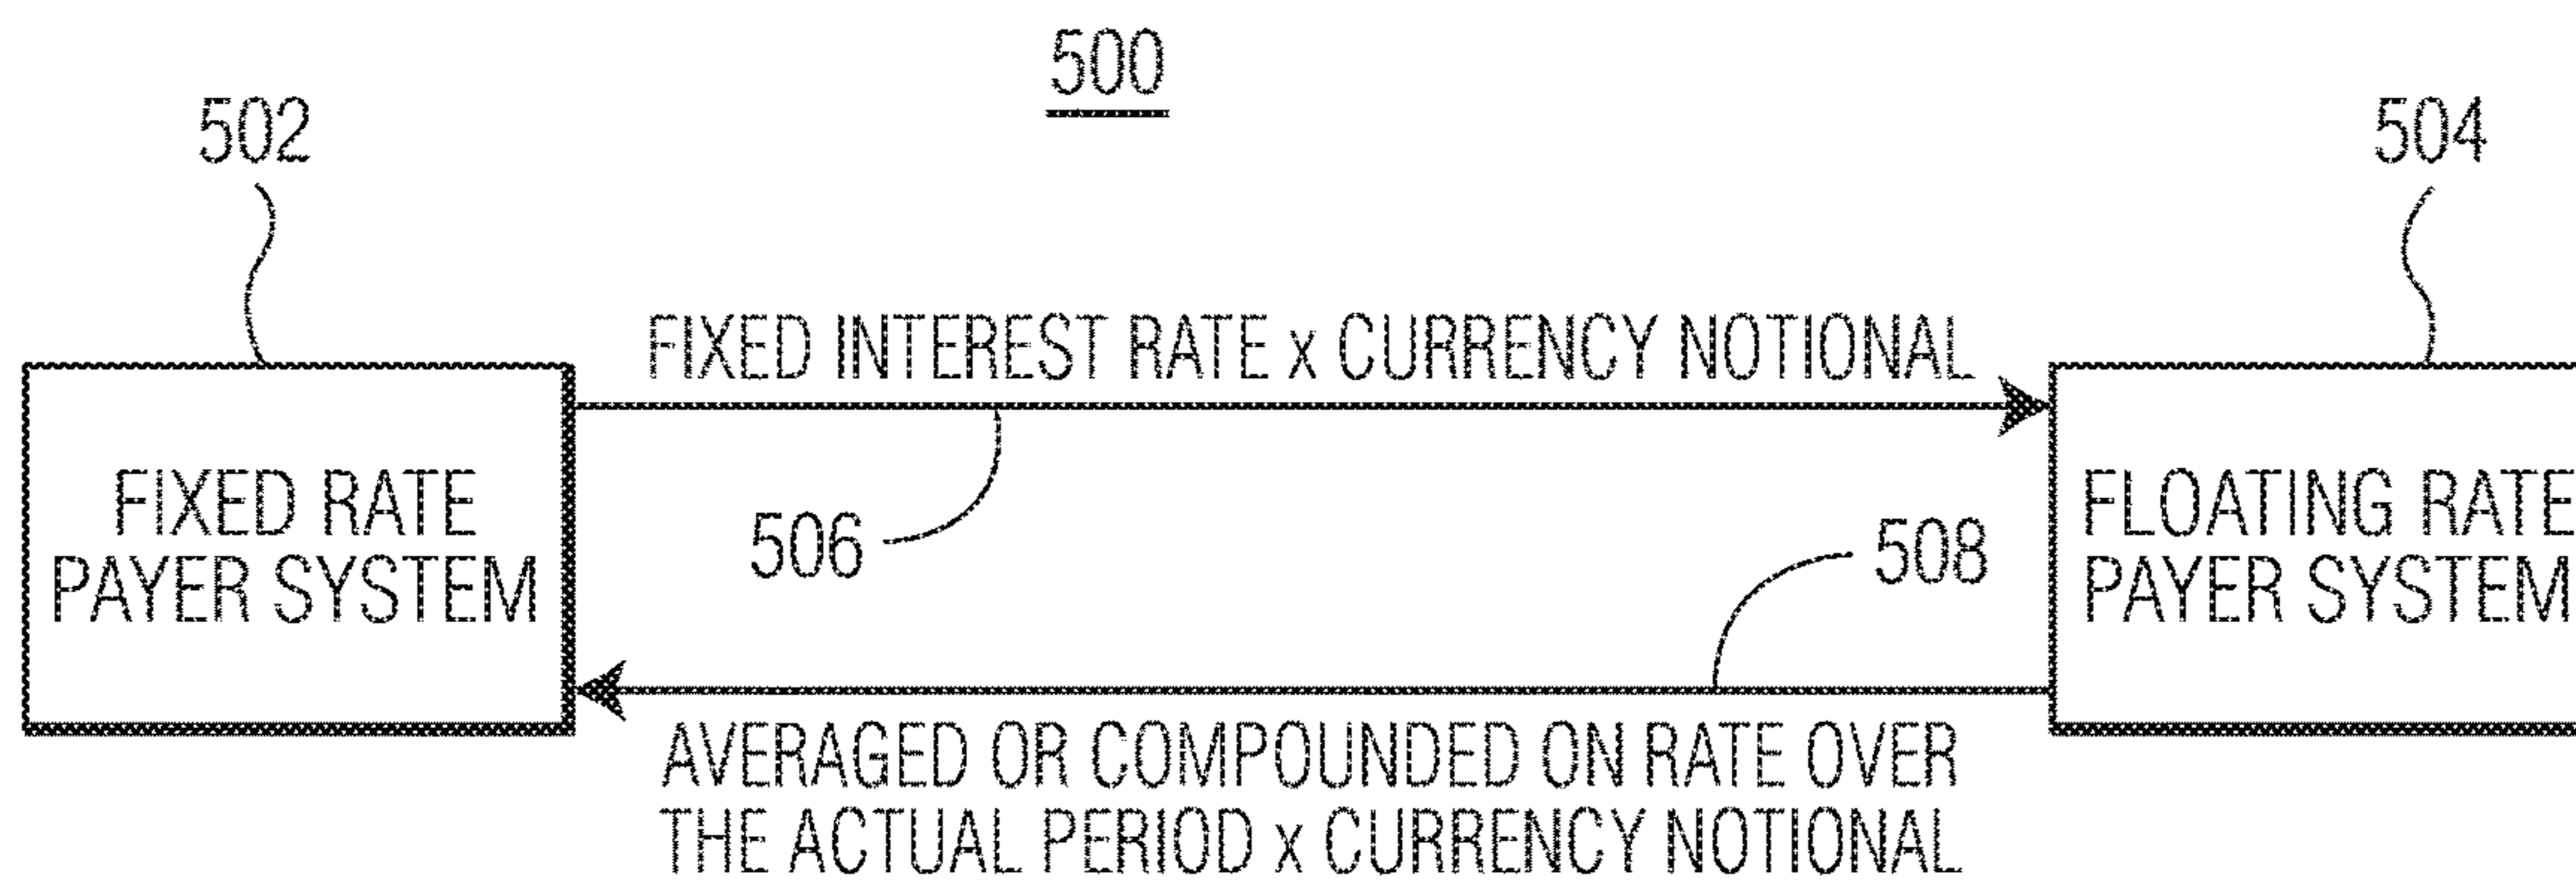 500
502
504
FIXED INTEREST RATE x CURRENCY NOTIONAL
FIXED RATE
PAYER SYSTEM
506
508
FLOATING RATE
PAYER SYSTEM
AVERAGED OR COMPOUNDED ON RATE OVER
THE ACTUAL PERIOD x CURRENCY NOTIONAL